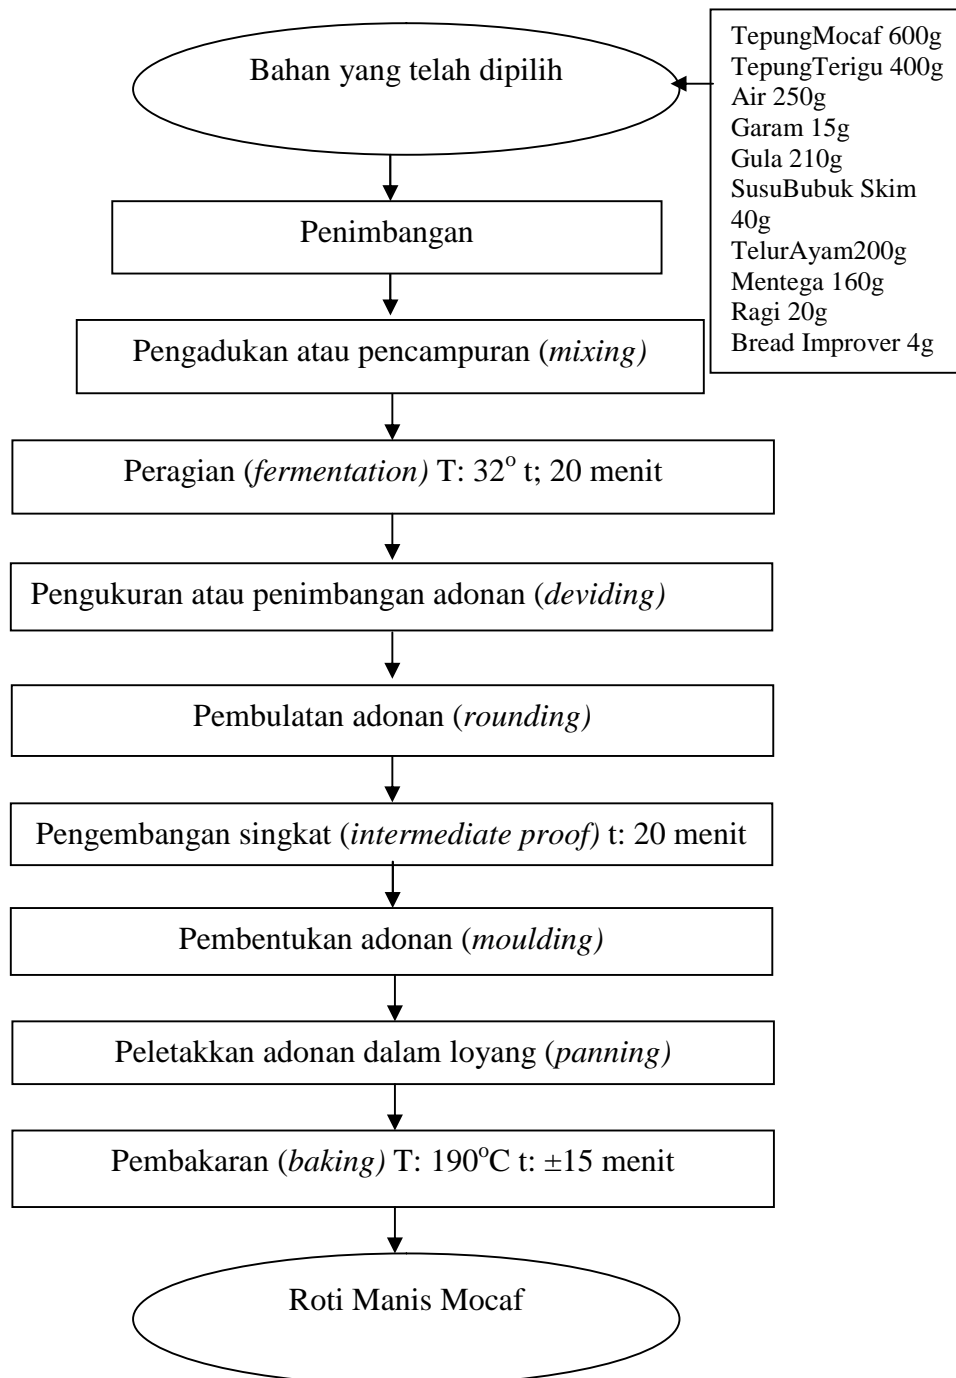 Bahan yang telah dipilih
TepungMocaf 600g
TepungTerigu 400g
Air 250g
Garam 15g
Gula 210g
SusuBubuk Skim
40g
TelurAyam200g
Mentega 160g
Ragi 20g
Bread Improver 4g
Penimbangan
Pengadukan atau pencampuran (mixing)
Peragian (fermentation) T: 32° t; 20 menit
Pengukuran atau penimbangan adonan (deviding)
Pembulatan adonan (rounding)
Pengembangan singkat (intermediate proof) t: 20 menit
Pembentukan adonan (moulding)
Peletakkan adonan dalam loyang (panning)
Pembakaran (baking) T: 190°C t: ±15 menit
Roti Manis Mocaf